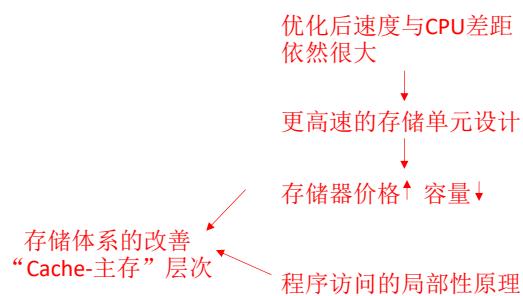 优化后速度与CPU差距
依然很大
更高速的存储单元设计
存储器价格↑ 容量↓
存储体系的改善
“Cache-主存”层次
程序访问的局部性原理